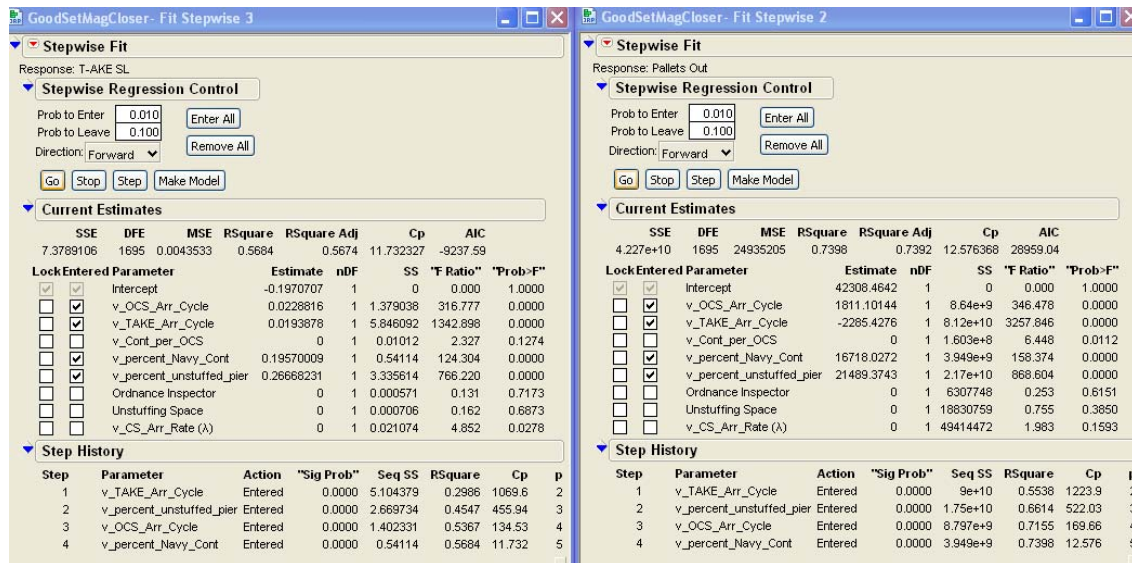 GoodSetMagCloser- Fit Stepwise 3
Stepwise Fit
Response: T-AKE SL
Stepwise Regression Control
Prob to Enter 0.010 Enter All
Prob to Leave 0.100 Remove All
Direction: Forward
Go Stop Step Make Model
Current Estimates
SSE DFE MSE RSquare RSquare Adj Cp AIC
7.3789106 1695 0.0043533 0.5684 0.5674 11.732327 -9237.59
Lock Entered Parameter Estimate nDF SS "F Ratio" "Prob>F"
Intercept -0.1970707 1 0 0.000 1.0000
v_OCS_Arr_Cycle 0.0228816 1 1.379038 316.777 0.0000
v_TAKE_Arr_Cycle 0.0193878 1 5.846092 1342.898 0.0000
v_Cont_per_OCS 0 1 0.01012 2.327 0.1274
v_percent_Navy_Cont 0.19570009 1 0.54114 124.304 0.0000
v_percent_unstuffed_pier 0.26668231 1 3.335614 766.220 0.0000
Ordnance Inspector 0 1 0.000571 0.131 0.7173
Unstuffing Space 0 1 0.000706 0.162 0.6873
v_CS_Arr_Rate (λ) 0 1 0.021074 4.852 0.0278
Step History
Step Parameter Action "Sig Prob" Seq SS RSquare Cp p
1 v_TAKE_Arr_Cycle Entered 0.0000 5.104379 0.2986 1069.6 2
2 v_percent_unstuffed_pier Entered 0.0000 2.669734 0.4547 455.94 3
3 v_OCS_Arr_Cycle Entered 0.0000 1.402331 0.5367 134.53 4
4 v_percent_Navy_Cont Entered 0.0000 0.54114 0.5684 11.732 5
GoodSetMagCloser- Fit Stepwise 2
Stepwise Fit
Response: Pallets Out
Stepwise Regression Control
Prob to Enter 0.010 Enter All
Prob to Leave 0.100 Remove All
Direction: Forward
Go Stop Step Make Model
Current Estimates
SSE DFE MSE RSquare RSquare Adj Cp AIC
4.227e+10 1695 24935205 0.7398 0.7392 12.576368 28959.04
Lock Entered Parameter Estimate nDF SS "F Ratio" "Prob>F"
Intercept 42308.4642 1 0 0.000 1.0000
v_OCS_Arr_Cycle 1811.10144 1 8.64e+9 346.478 0.0000
v_TAKE_Arr_Cycle -2285.4276 1 8.12e+10 3257.846 0.0000
v_Cont_per_OCS 0 1 1.603e+8 6.448 0.0112
v_percent_Navy_Cont 16718.0272 1 3.949e+9 158.374 0.0000
v_percent_unstuffed_pier 21489.3743 1 2.17e+10 868.604 0.0000
Ordnance Inspector 0 1 6307748 0.253 0.6151
Unstuffing Space 0 1 18830759 0.755 0.3850
v_CS_Arr_Rate (λ) 0 1 49414472 1.983 0.1593
Step History
Step Parameter Action "Sig Prob" Seq SS RSquare Cp
1 v_TAKE_Arr_Cycle Entered 0.0000 9e+10 0.5538 1223.9
2 v_percent_unstuffed_pier Entered 0.0000 1.75e+10 0.6614 522.03
3 v_OCS_Arr_Cycle Entered 0.0000 8.797e+9 0.7155 169.66
4 v_percent_Navy_Cont Entered 0.0000 3.949e+9 0.7398 12.576